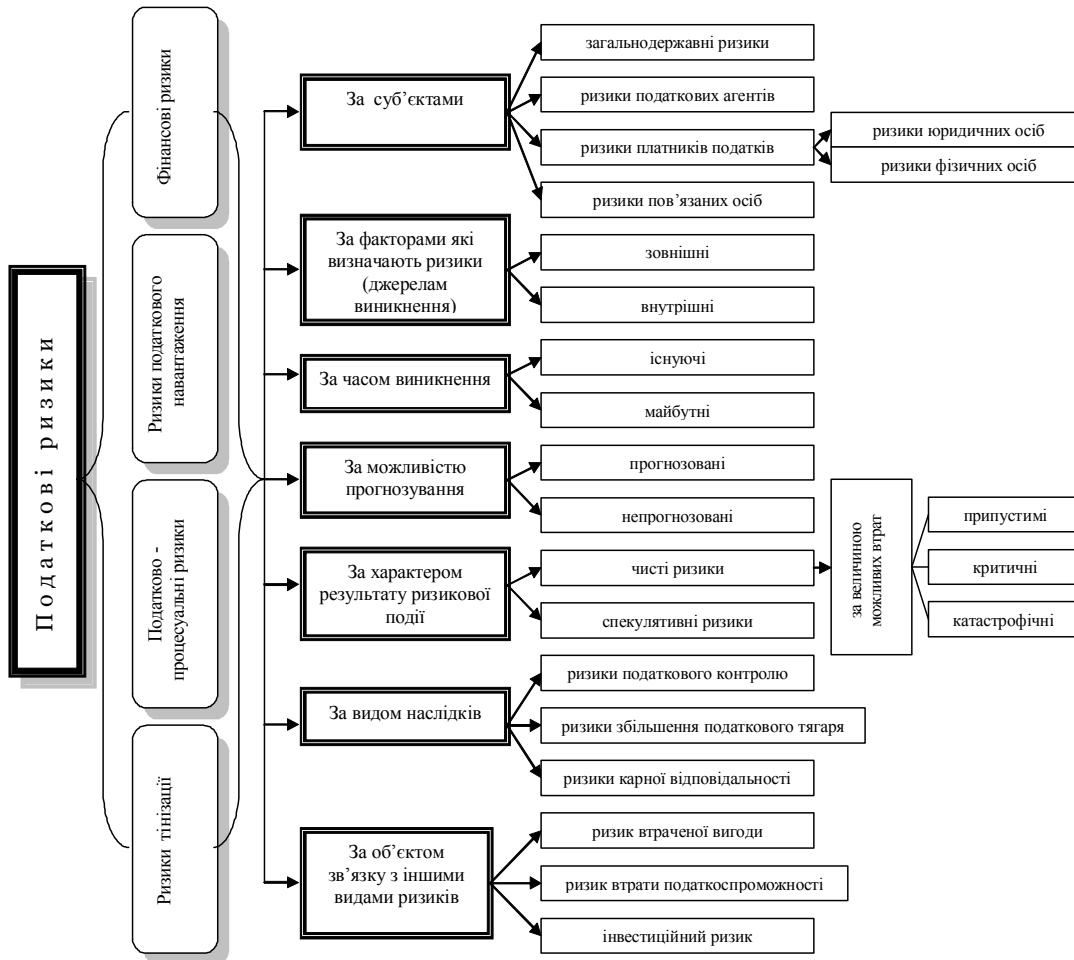 Податкові ризики
Фінансові ризики
Ризики податкового
навантаження
Податково -
процесуальні ризики
Ризики тінізації
За суб’єктами
загальнодержавні ризики
ризики податкових агентів
ризики платників податків
ризики юридичних осіб
ризики фізичних осіб
ризики пов’язаних осіб
За факторами які
визначають ризики
(джерелам
виникнення)
зовнішні
внутрішні
За часом виникнення
існуючі
майбутні
За можливістю
прогнозування
прогнозовані
непрогнозовані
За характером
результату ризикової
події
чисті ризики
спекулятивні ризики
за величиною
можливих втрат
припустимі
критичні
катастрофічні
За видом наслідків
ризики податкового контролю
ризики збільшення податкового тягаря
ризики карної відповідальності
За об’єктом
зв’язку з іншими
видами ризиків
ризик втраченої вигоди
ризик втрати податкоспроможності
інвестиційний ризик